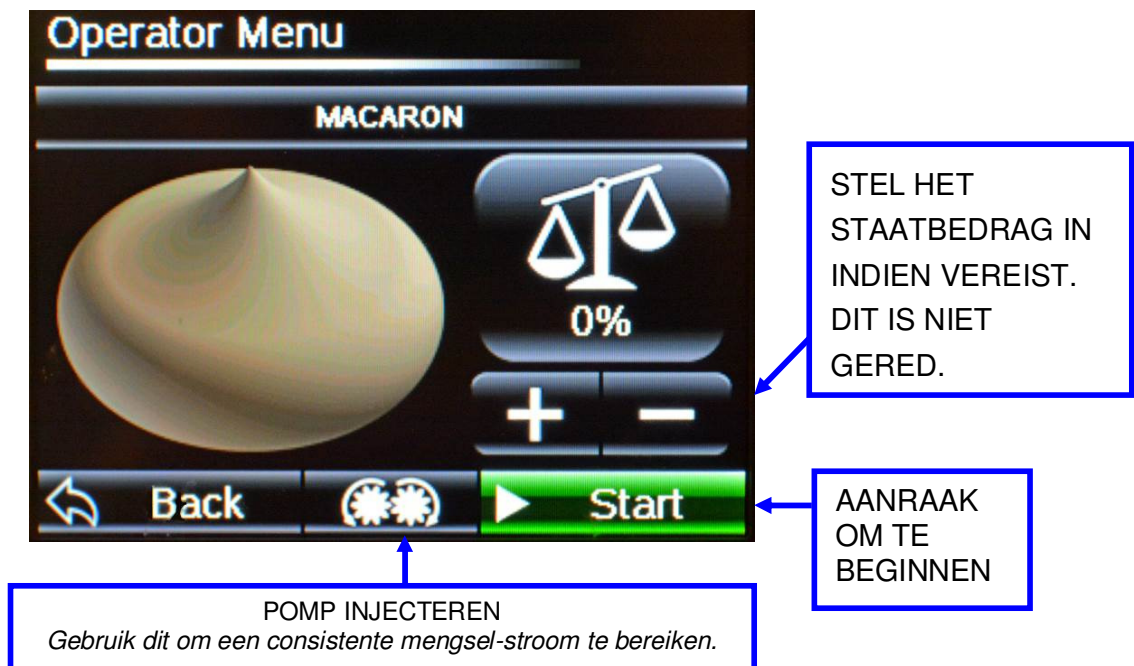 Operator Menu
MACARON
0%
Back
Start
STEL HET
STAATBEDRAG IN
INDIEN VEREIST.
DIT IS NIET
GERED.
AANRAAK
OM TE
BEGINNEN
POMP INJECTEREN
Gebruik dit om een consistente mengsel-stroom te bereiken.